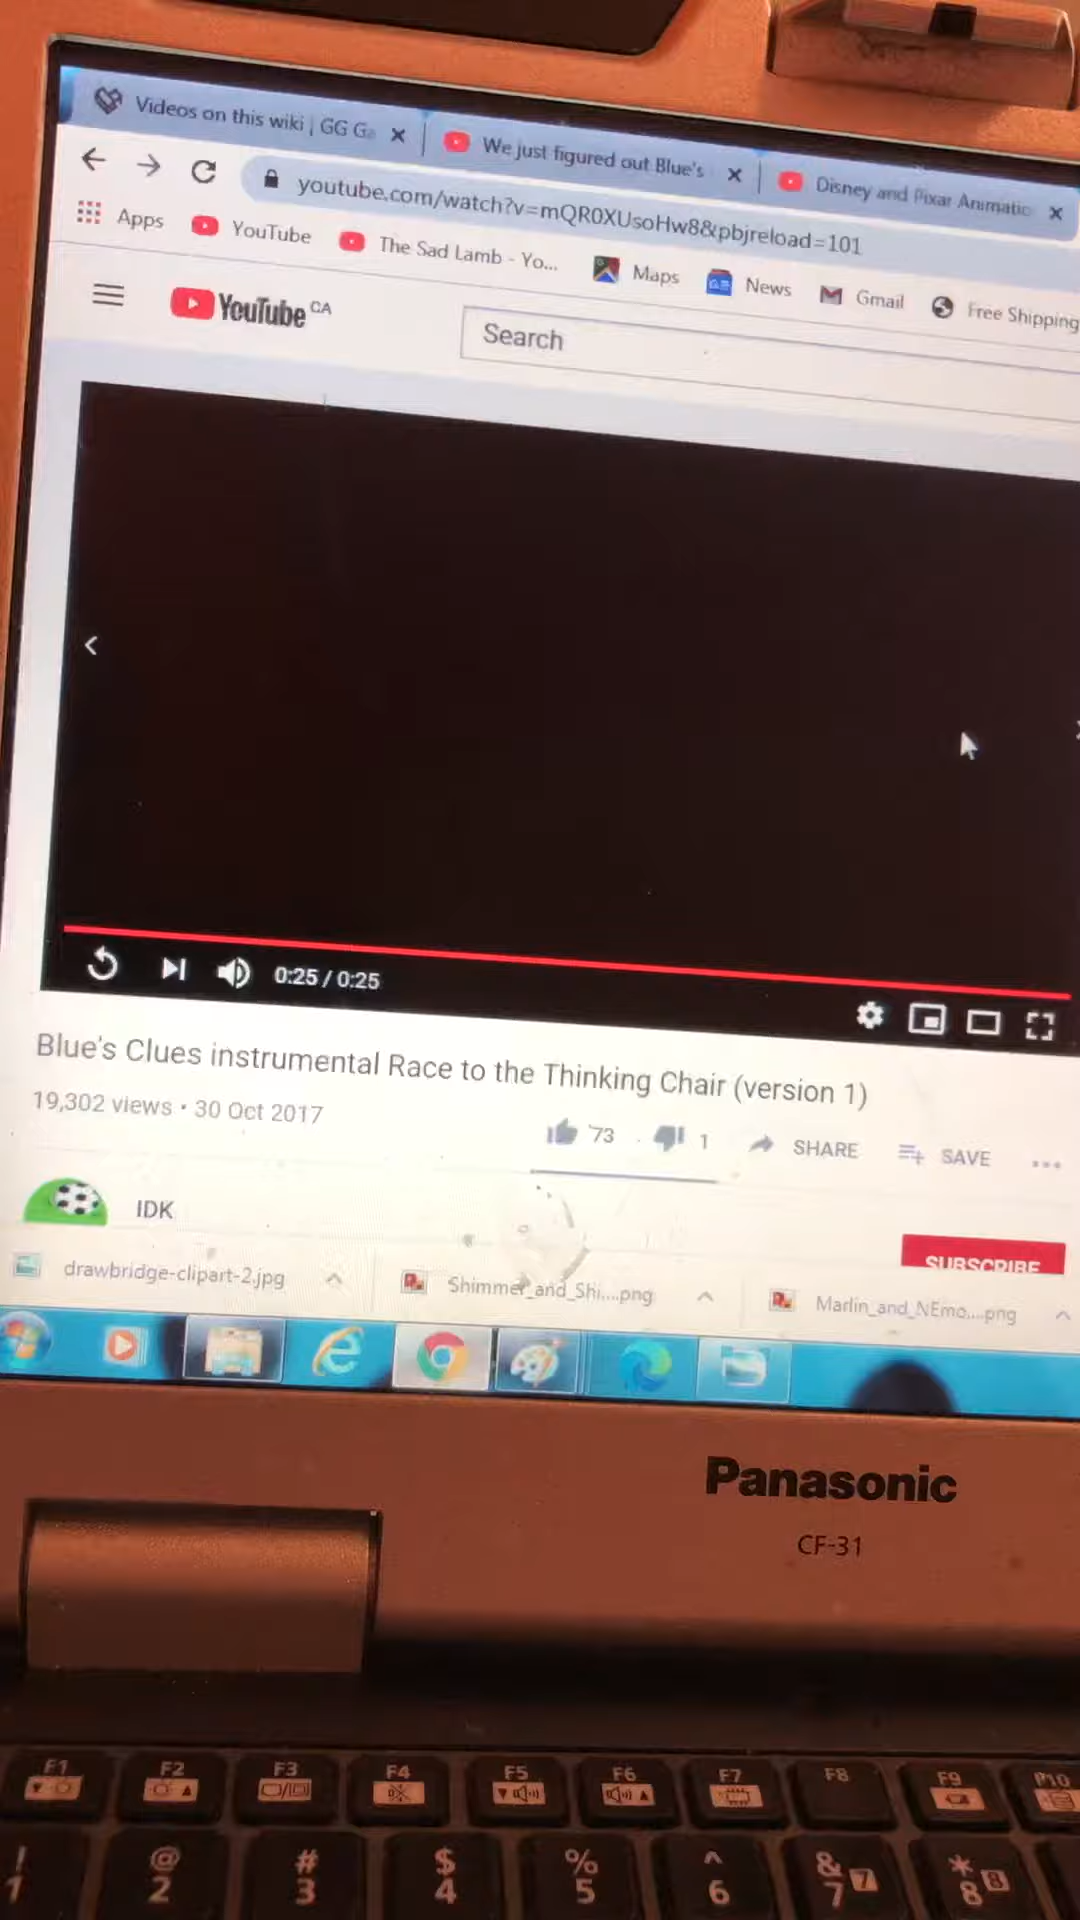 Videos on this wiki | GG Ga
We just figured out Blue's
Disney and Pixar Animatic
youtube.com/watch?v=mQR0XUsoHw8&pbjreload=101
Apps YouTube The Sad Lamb - Yo... Maps News Gmail Free Shipping
YouTube CA
Search
0:25 / 0:25
Blue's Clues instrumental Race to the Thinking Chair (version 1)
19,302 views • 30 Oct 2017
73 1 SHARE SAVE
IDK
SUBSCRIBE
drawbridge-clipart-2.jpg Shimmer_and_Shi....png Marlin_and_NEmo,...png
Panasonic
CF-31
F1 F2 F3 F4 F5 F6 F7 F8 F9 F10
! @ # $ % ^ & *
1 2 3 4 5 6 7 7 8 8